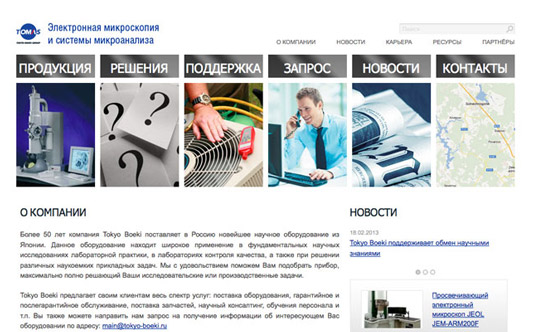 TOMAS
Электронная микроскопия
и системы микроанализа
О КОМПАНИИ НОВОСТИ КАРЬЕРА РЕСУРСЫ ПАРТНЁРЫ
ПРОДУКЦИЯ РЕШЕНИЯ ПОДДЕРЖКА ЗАПРОС НОВОСТИ КОНТАКТЫ
О КОМПАНИИ
Более 50 лет компания Tokyo Boeki поставляет в Россию новейшее научное оборудование из
Японии. Данное оборудование находит широкое применение в фундаментальных научных
исследованиях лабораторной практики, в лабораториях контроля качества, а также при решении
различных наукоемких прикладных задач. Мы с удовольствием поможем Вам подобрать прибор,
максимально полно решающий Ваши исследовательские или производственные задачи.
Tokyo Boeki предлагает своим клиентам весь спектр услуг: поставка оборудования, гарантийное и
послегарантийное обслуживание, поставка запчастей, научный консалтинг, обучение персонала и
т.п. Вы также можете направить нам запрос на получение информации об интересующем Вас
оборудовании по адресу: main@tokyo-boeki.ru
НОВОСТИ
18.02.2013
Tokyo Boeki поддерживает обмен научными
знаниями
Просвечивающий
электронный
микроскоп JEOL
JEM-ARM200F